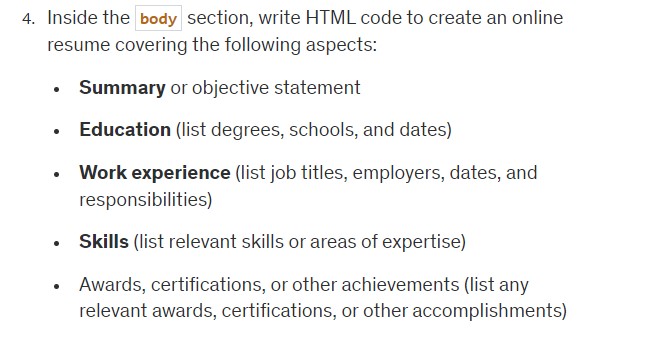 4. Inside the body section, write HTML code to create an online
resume covering the following aspects:
• Summary or objective statement
• Education (list degrees, schools, and dates)
• Work experience (list job titles, employers, dates, and
responsibilities)
• Skills (list relevant skills or areas of expertise)
• Awards, certifications, or other achievements (list any
relevant awards, certifications, or other accomplishments)